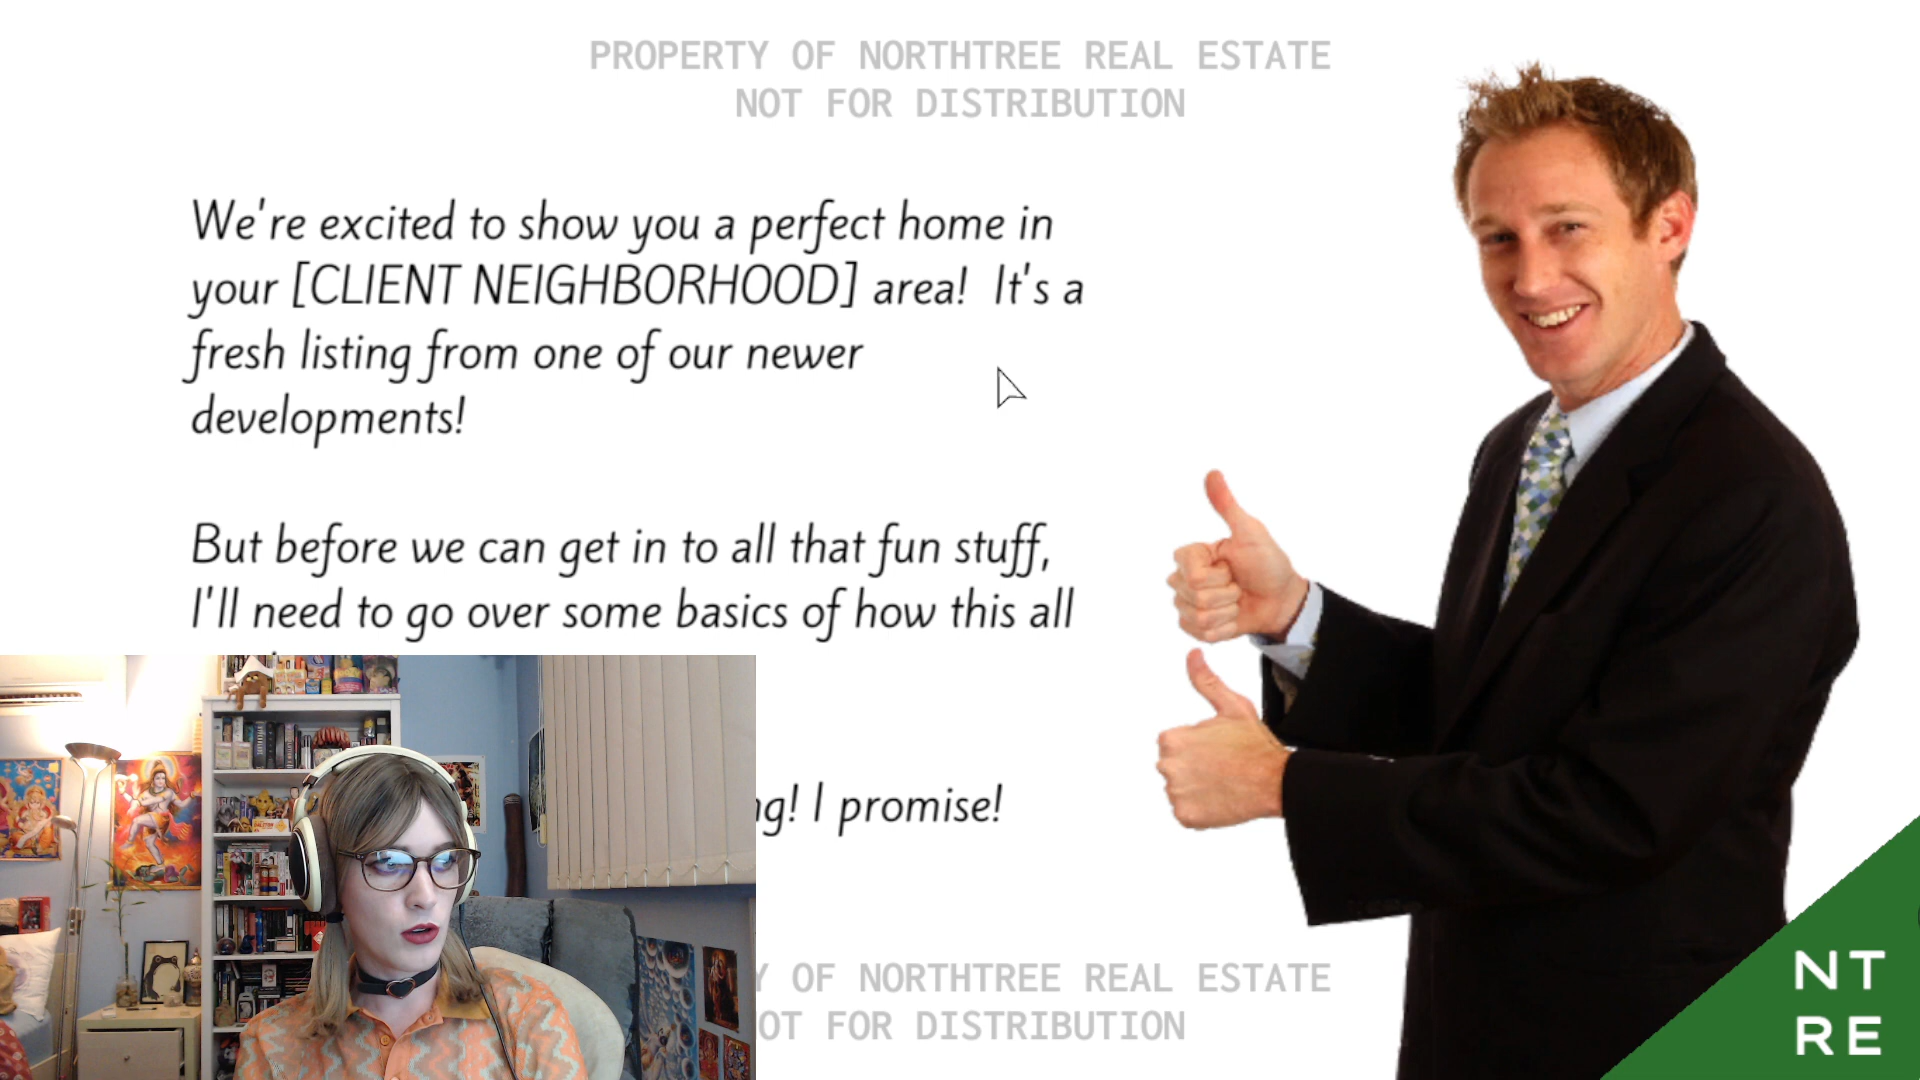 PROPERTY OF NORTHTREE REAL ESTATE
NOT FOR DISTRIBUTION
We're excited to show you a perfect home in
your [CLIENT NEIGHBORHOOD] area!  It's a
fresh listing from one of our newer
developments!
But before we can get in to all that fun stuff,
I'll need to go over some basics of how this all
I promise!
OF NORTHTREE REAL ESTATE
FOR DISTRIBUTION
NT
RE